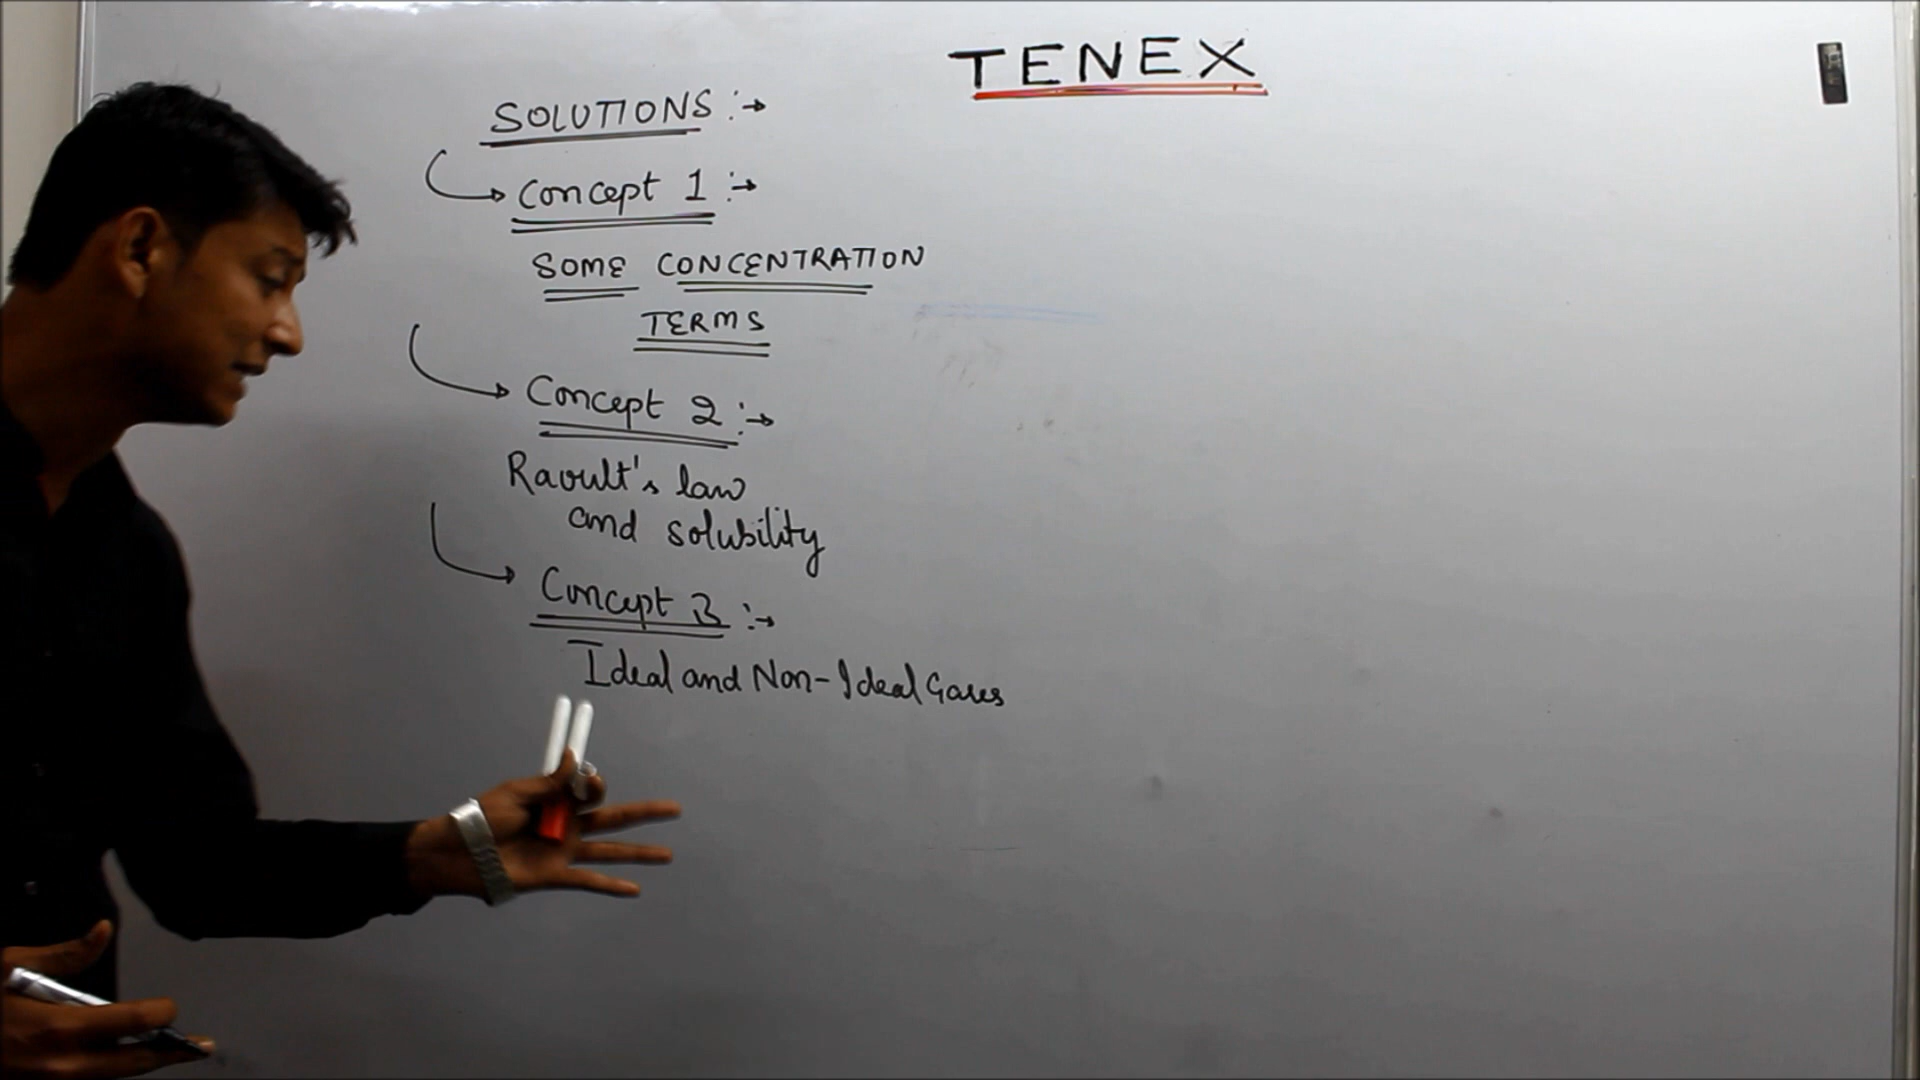 TENEX
SOLUTIONS :→
Concept 1 :→
SOME CONCENTRATION
TERMS
Concept 2 :→
Raoult's law
and solubility
Concept 3 :→
Ideal and Non-Ideal Gases